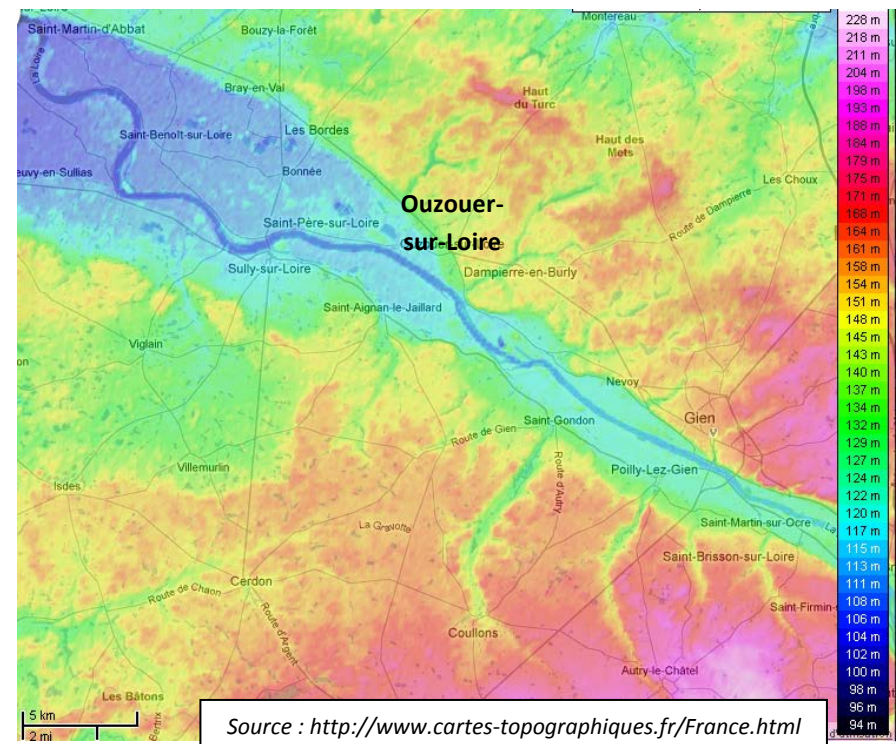 sur-Loire
Montereau
228 m
218 m
211 m
204 m
198 m
193 m
188 m
184 m
179 m
175 m
171 m
168 m
164 m
161 m
158 m
154 m
151 m
148 m
145 m
143 m
140 m
137 m
134 m
132 m
129 m
127 m
124 m
122 m
120 m
117 m
115 m
113 m
111 m
108 m
106 m
104 m
102 m
100 m
98 m
96 m
94 m
Saint-Martin-d'Abbat
Bouzy-la-Forêt
La Loire
Bray-en-Val
Haut
du Turc
Saint-Benoît-sur-Loire
Les Bordes
Haut des
Mets
euvy-en-Sullias
Bonnée
Les Choux
Ouzouer-
sur-Loire
Saint-Père-sur-Loire
Route de Dampierre
Sully-sur-Loire
Dampierre-en-Burly
Saint-Aignan-le-Jaillard
Viglain
Nevoy
Gien
Saint-Gondon
Route de Gien
Villemurlin
Route d'Autry
Poilly-Lez-Gien
Isdes
La Gravotte
Saint-Martin-sur-Ocre
La
Saint-Brisson-sur-Loire
Cerdon
Route de Chaon
Saint-Firmin-
Route d'Argent
Coullons
Autry-le-Châtel
Les Bâtons
5 km
2 mi
Source : http://www.cartes-topographiques.fr/France.html